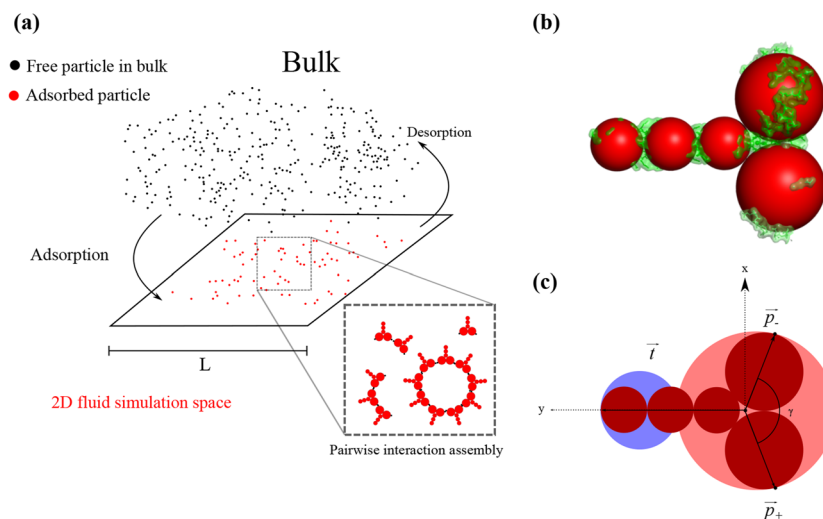 (a)
Free particle in bulk
Adsorbed particle
Bulk
Desorption
Adsorption
L
2D fluid simulation space
Pairwise interaction assembly
(b)
(c)
x
p-
t
y
γ
p+